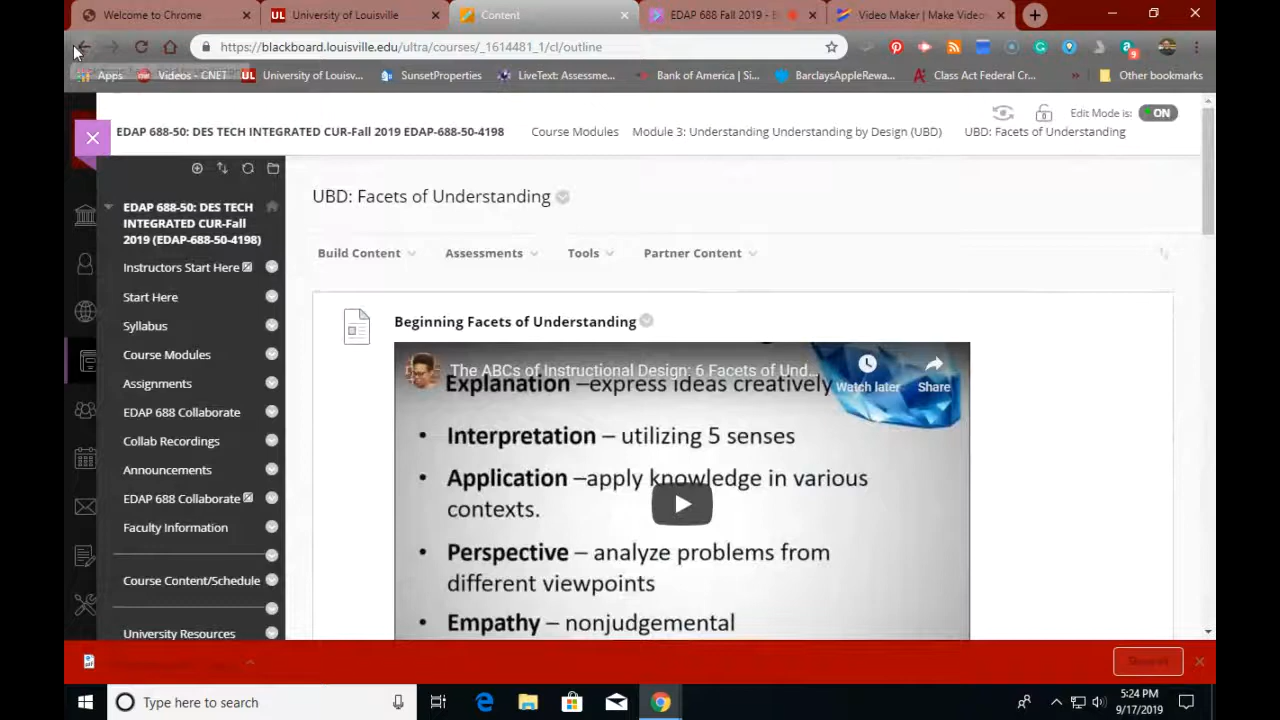 Welcome to Chrome
University of Louisville
Content
EDAP 688 Fall 2019 - E
Video Maker | Make Video
https://blackboard.louisville.edu/ultra/courses/_1614481_1/cl/outline
Apps
Videos - CNET
University of Louisv...
SunsetProperties
LiveText: Assessme...
Bank of America | Si...
BarclaysAppleRewa...
Class Act Federal Cr...
Other bookmarks
EDAP 688-50: DES TECH INTEGRATED CUR-Fall 2019 EDAP-688-50-4198
Course Modules
Module 3: Understanding Understanding by Design (UBD)
UBD: Facets of Understanding
Edit Mode is:
ON
EDAP 688-50: DES TECH
INTEGRATED CUR-Fall
2019 (EDAP-688-50-4198)
Instructors Start Here
Start Here
Syllabus
Course Modules
Assignments
EDAP 688 Collaborate
Collab Recordings
Announcements
EDAP 688 Collaborate
Faculty Information
Course Content/Schedule
University Resources
UBD: Facets of Understanding
Build Content
Assessments
Tools
Partner Content
Beginning Facets of Understanding
The ABCs of Instructional Design: 6 Facets of Und...
Watch later
Share
Explanation –express ideas creatively
• Interpretation – utilizing 5 senses
• Application –apply knowledge in various
contexts.
• Perspective – analyze problems from
different viewpoints
• Empathy – nonjudgemental
Type here to search
5:24 PM
9/17/2019